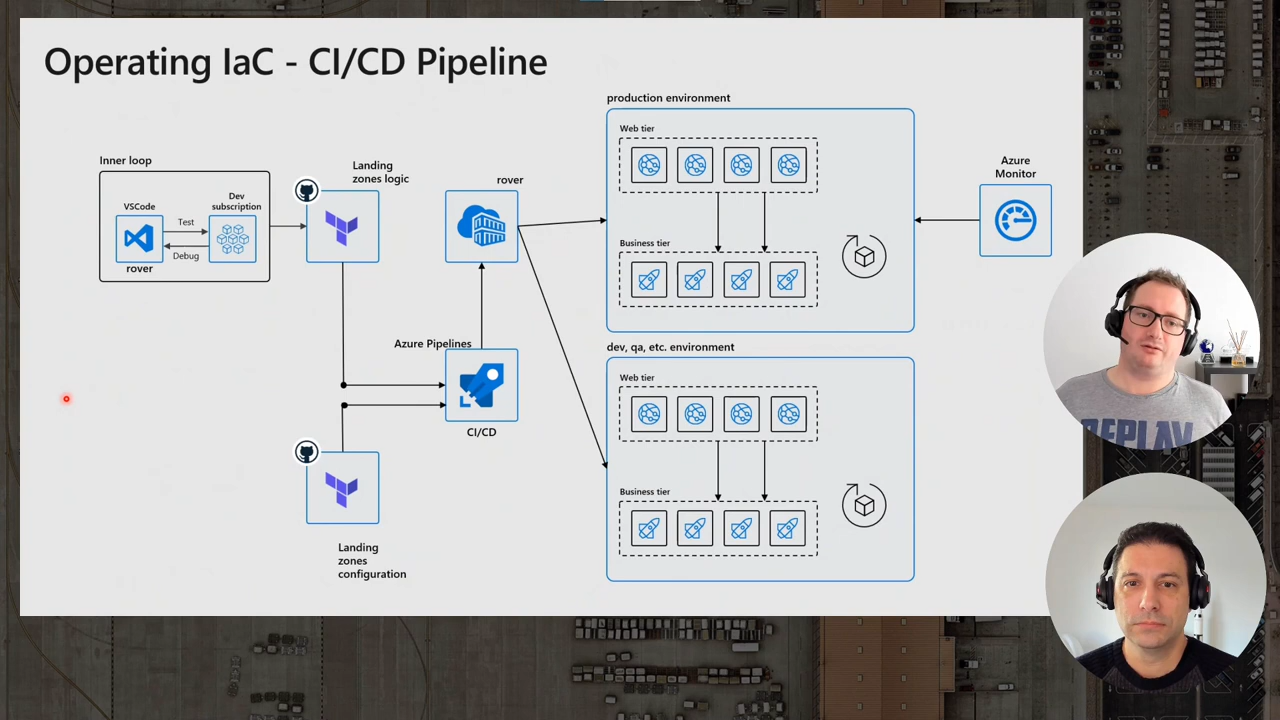 Operating IaC - CI/CD Pipeline
Inner loop
VSCode
Test
Debug
rover
Dev
subscription
Landing
zones logic
rover
Azure Pipelines
CI/CD
Landing
zones
configuration
production environment
Web tier
Business tier
dev, qa, etc. environment
Web tier
Business tier
Azure
Monitor
REPLAY